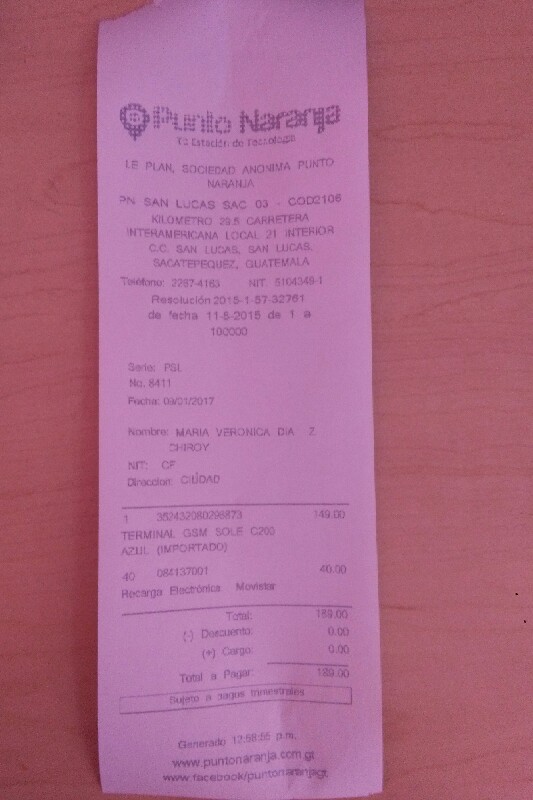 Punto Naranja
Tu Estación de Tecnología
LE PLAN, SOCIEDAD ANONIMA PUNTO
NARANJA
PN SAN LUCAS SAC 03 - COD2106
KILOMETRO 29.5 CARRETERA
INTERAMERICANA LOCAL 21 INTERIOR
C.C. SAN LUCAS, SAN LUCAS,
SACATEPEQUEZ, GUATEMALA
Teléfono: 2267-4163 NIT: 5104348-1
Resolución 2015-1-57-32761
de fecha 11-5-2015 de 1 a
100000
Serie: PSL
No. 8411
Fecha: 09/01/2017
Nombre: MARIA VERONICA DIA Z
CHIROY
NIT: CF
Direccion: CIUDAD
1 352432080296873 149.00
TERMINAL GSM SOLE C200
AZUL (IMPORTADO)
40 084137001 40.00
Recarga Electrónica Movistar
Total: 189.00
(-) Descuento: 0.00
(+) Cargo: 0.00
Total a Pagar: 189.00
Sujeto a pagos trimestrales
Generado 12:58:55 p.m.
www.puntonaranja.com.gt
www.facebook/puntonaranjagt